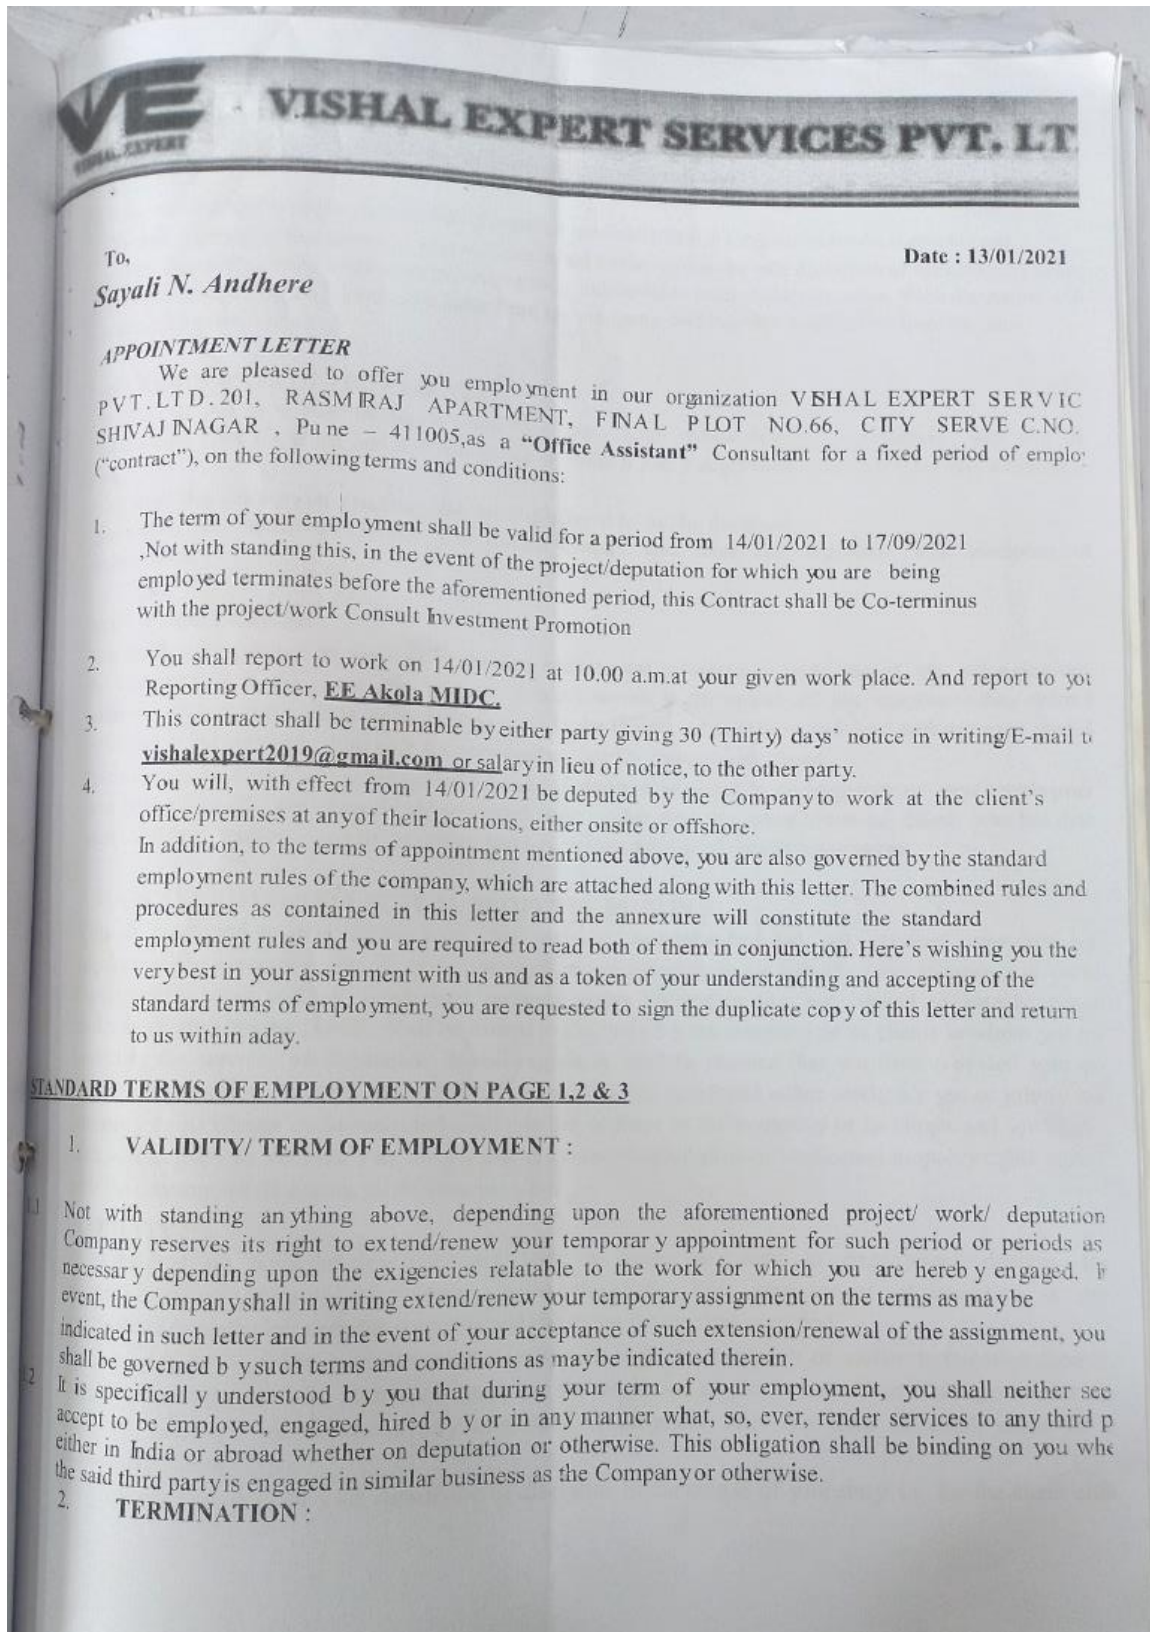 VE
VISHAL EXPERT
VISHAL EXPERT SERVICES PVT. LT
To,
Date : 13/01/2021
Sayali N. Andhere
APPOINTMENT LETTER
We are pleased to offer you employment in our organization VISHAL EXPERT SERVIC
PVT.LTD.201, RASMIRAJ APARTMENT, FINAL PLOT NO.66, CITY SERVE C.NO.
SHIVAJINAGAR , Pune – 411005,as a “Office Assistant” Consultant for a fixed period of emplo
(“contract”), on the following terms and conditions:
1. The term of your employment shall be valid for a period from 14/01/2021 to 17/09/2021
,Not with standing this, in the event of the project/deputation for which you are being
employed terminates before the aforementioned period, this Contract shall be Co-terminus
with the project/work Consult Investment Promotion
2. You shall report to work on 14/01/2021 at 10.00 a.m.at your given work place. And report to you
Reporting Officer, EE Akola MIDC.
3. This contract shall be terminable by either party giving 30 (Thirty) days’ notice in writing/E-mail t
vishalexpert2019@gmail.com or salary in lieu of notice, to the other party.
4. You will, with effect from 14/01/2021 be deputed by the Company to work at the client’s
office/premises at any of their locations, either onsite or offshore.
In addition, to the terms of appointment mentioned above, you are also governed by the standard
employment rules of the company, which are attached along with this letter. The combined rules and
procedures as contained in this letter and the annexure will constitute the standard
employment rules and you are required to read both of them in conjunction. Here’s wishing you the
very best in your assignment with us and as a token of your understanding and accepting of the
standard terms of employment, you are requested to sign the duplicate copy of this letter and return
to us within aday.
STANDARD TERMS OF EMPLOYMENT ON PAGE 1,2 & 3
1. VALIDITY/ TERM OF EMPLOYMENT :
1.1 Not with standing anything above, depending upon the aforementioned project/ work/ deputation
Company reserves its right to extend/renew your temporary appointment for such period or periods as
necessary depending upon the exigencies relatable to the work for which you are hereby engaged.
event, the Company shall in writing extend/renew your temporary assignment on the terms as maybe
indicated in such letter and in the event of your acceptance of such extension/renewal of the assignment, you
shall be governed by such terms and conditions as maybe indicated therein.
2 It is specifically understood by you that during your term of your employment, you shall neither see
accept to be employed, engaged, hired by or in any manner what, so, ever, render services to any third p
either in India or abroad whether on deputation or otherwise. This obligation shall be binding on you whe
the said third party is engaged in similar business as the Company or otherwise.
2. TERMINATION :